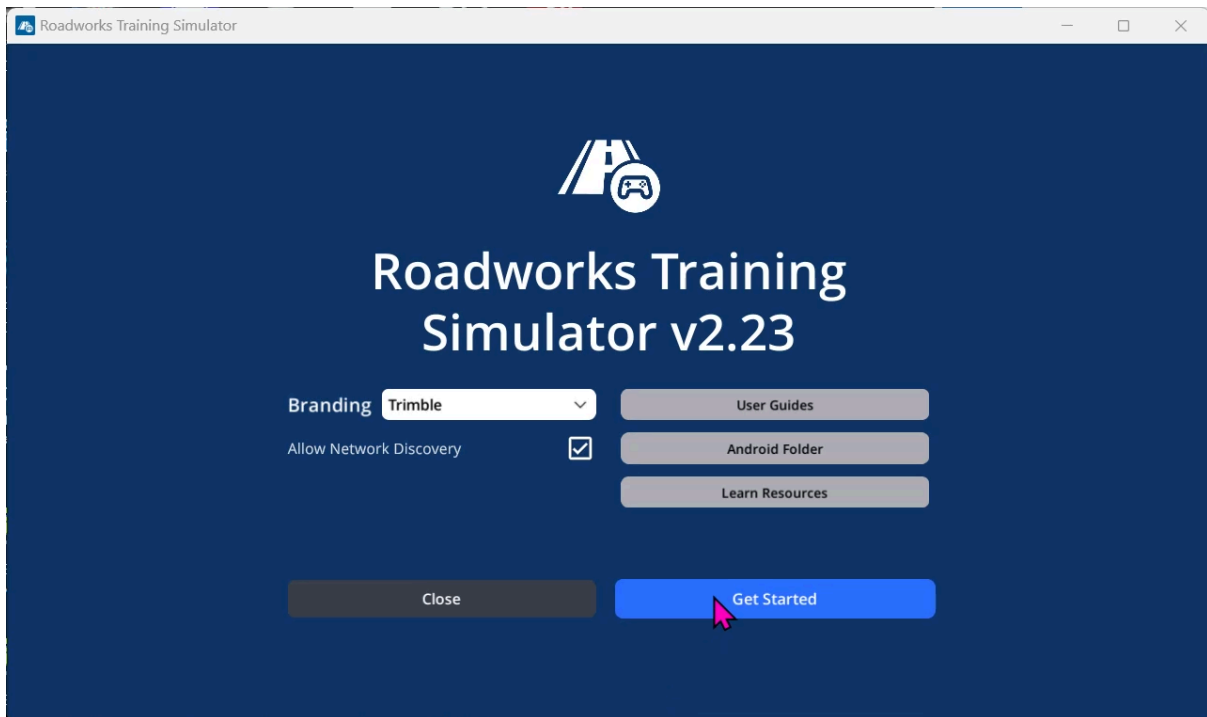 Roadworks Training Simulator
Roadworks Training
Simulator v2.23
Branding Trimble
User Guides
Allow Network Discovery
Android Folder
Learn Resources
Close
Get Started